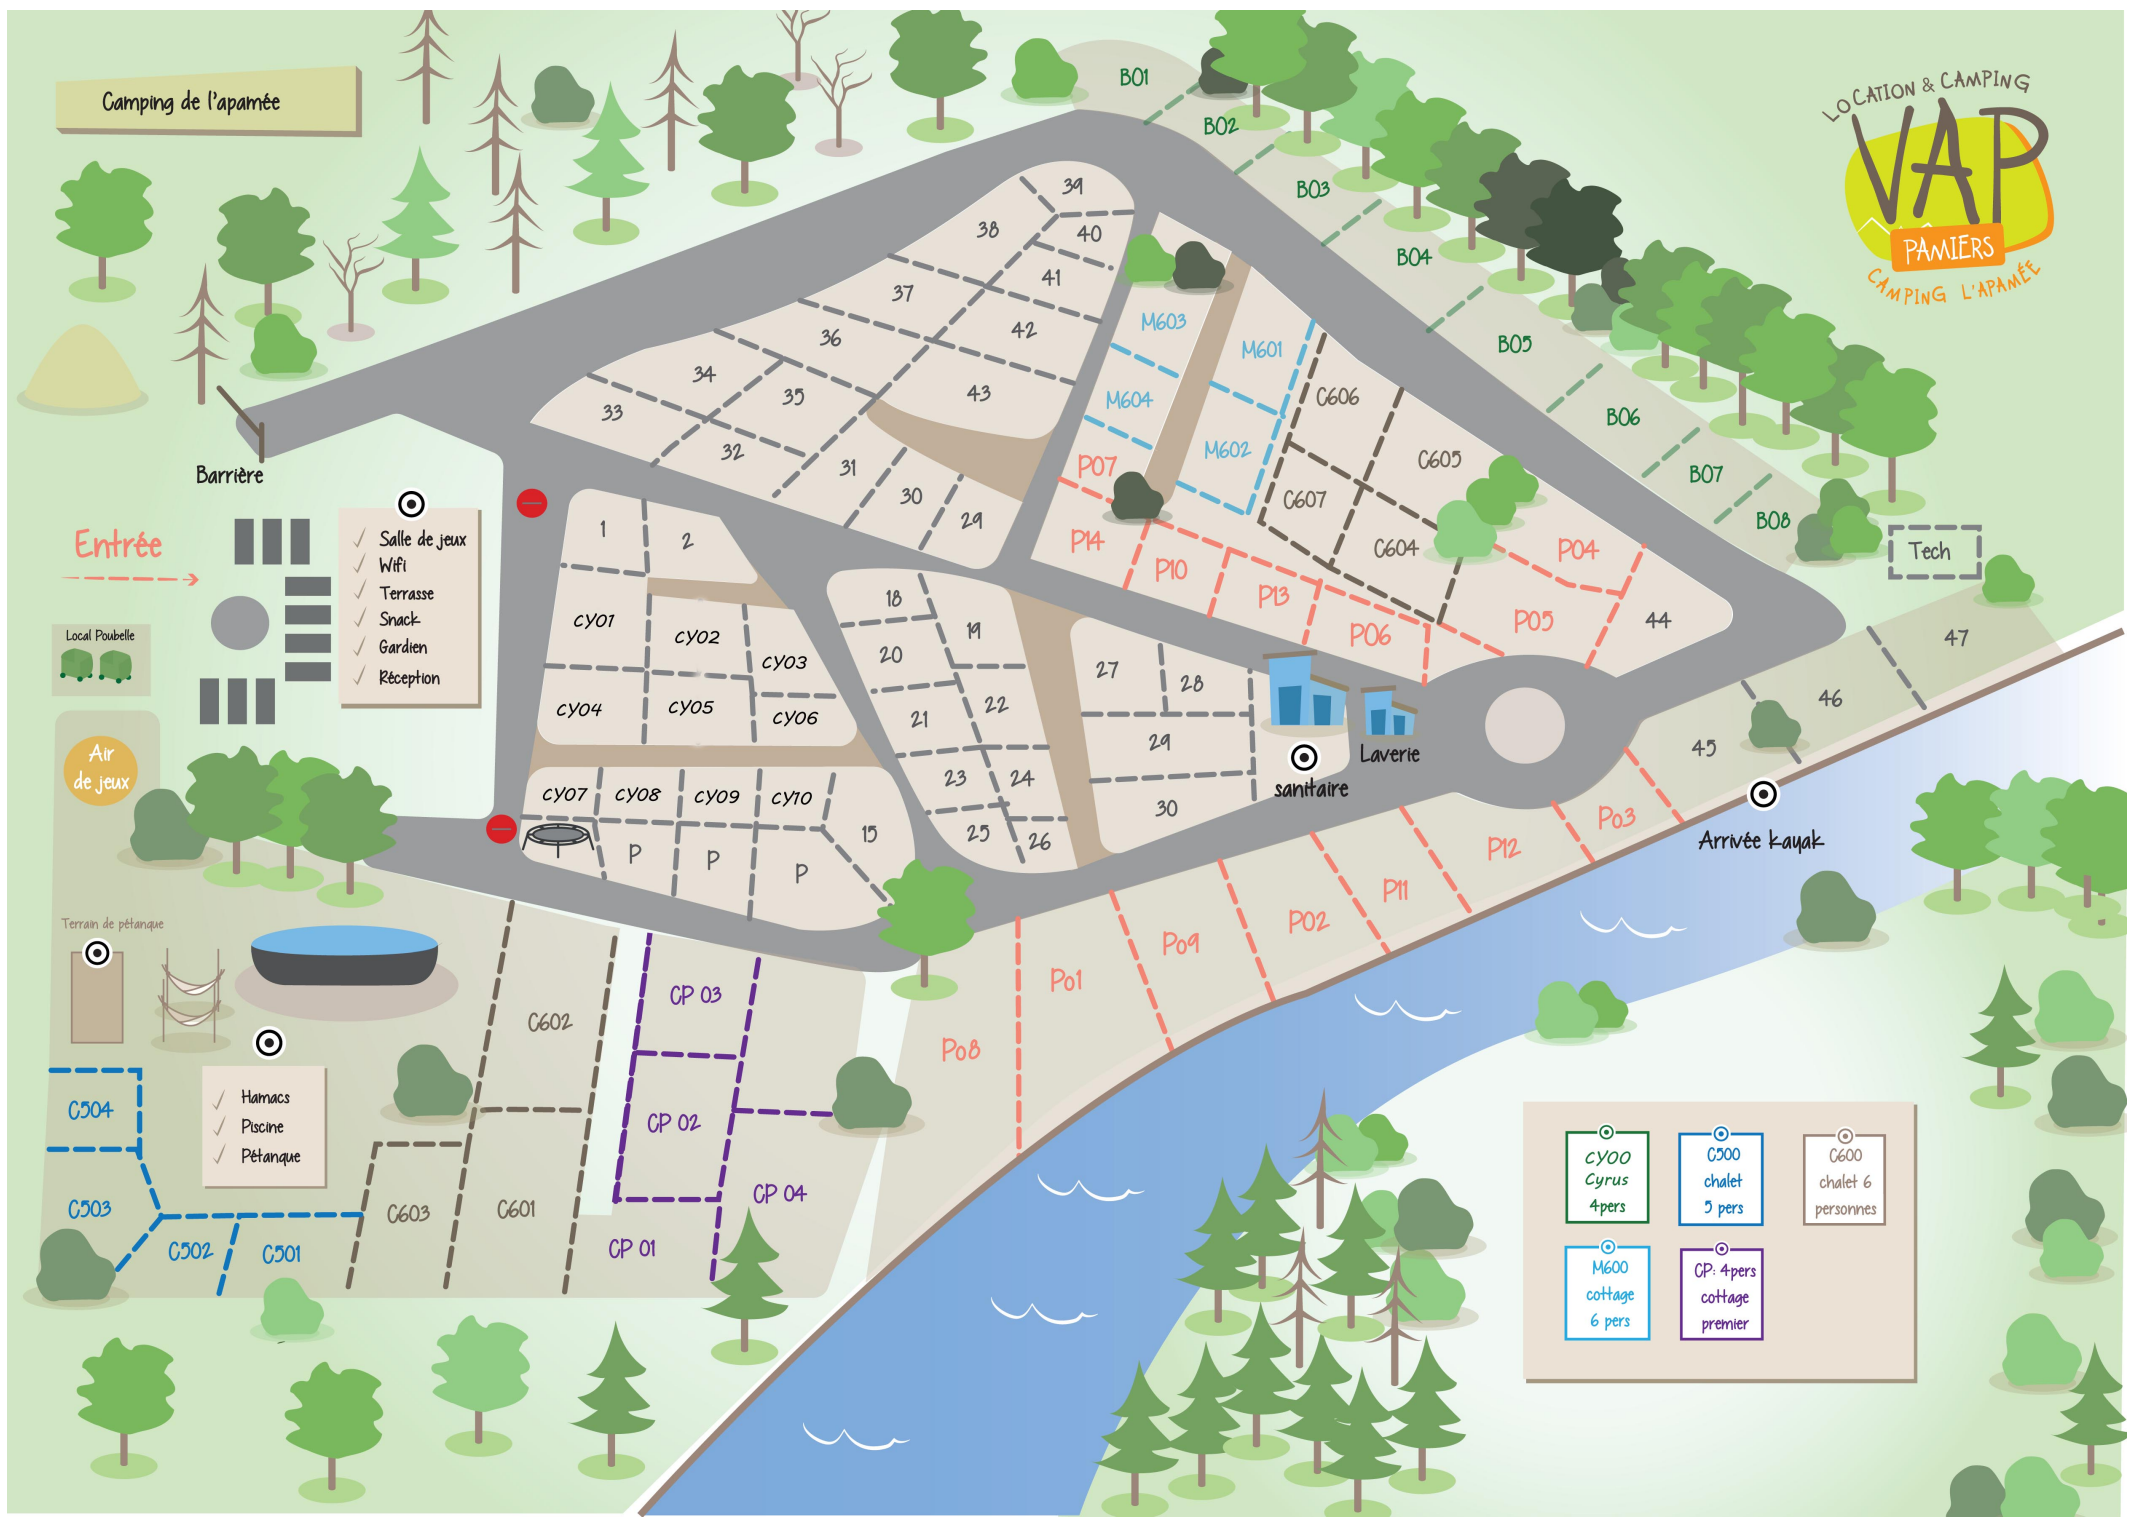 Camping de l'apamée
LOCATION & CAMPING
VAP
PAMIERS
CAMPING L'APAMÉE
B01
B02
B03
B04
B05
B06
B07
B08
Tech
39
38
40
41
37
42
36
43
34
35
33
32
31
30
29
M603
M601
M604
M602
P07
C606
C605
C607
C604
P14
P10
P13
P06
P04
P05
44
Barrière
Entrée
Salle de jeux
Wifi
Terrasse
Snack
Gardien
Réception
Local Poubelle
Air
de jeux
1
2
CY01
CY02
CY03
CY04
CY05
CY06
CY07
CY08
CY09
CY10
15
P
P
P
18
19
20
21
22
23
24
25
26
27
28
29
30
sanitaire
Laverie
47
46
45
Arrivée kayak
P03
P12
P11
P02
P09
P01
P08
Terrain de pétanque
Hamacs
Piscine
Pétanque
C504
C503
C502
C501
C602
C603
C601
CP 03
CP 02
CP 04
CP 01
CY00
Cyrus
4pers
C500
chalet
5 pers
C600
chalet 6
personnes
M600
cottage
6 pers
CP: 4pers
cottage
premier